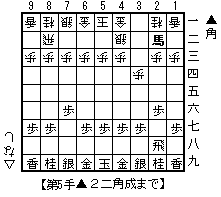 9 8 7 6 5 4 3 2 1
香桂銀金王金桂香一
飛銀馬二
歩歩歩歩歩歩歩歩三
歩四
五
歩六
歩歩歩歩歩歩歩歩七
飛八
香桂銀金玉金銀桂香九
▲角
△なし
【第5手▲2二角成まで】